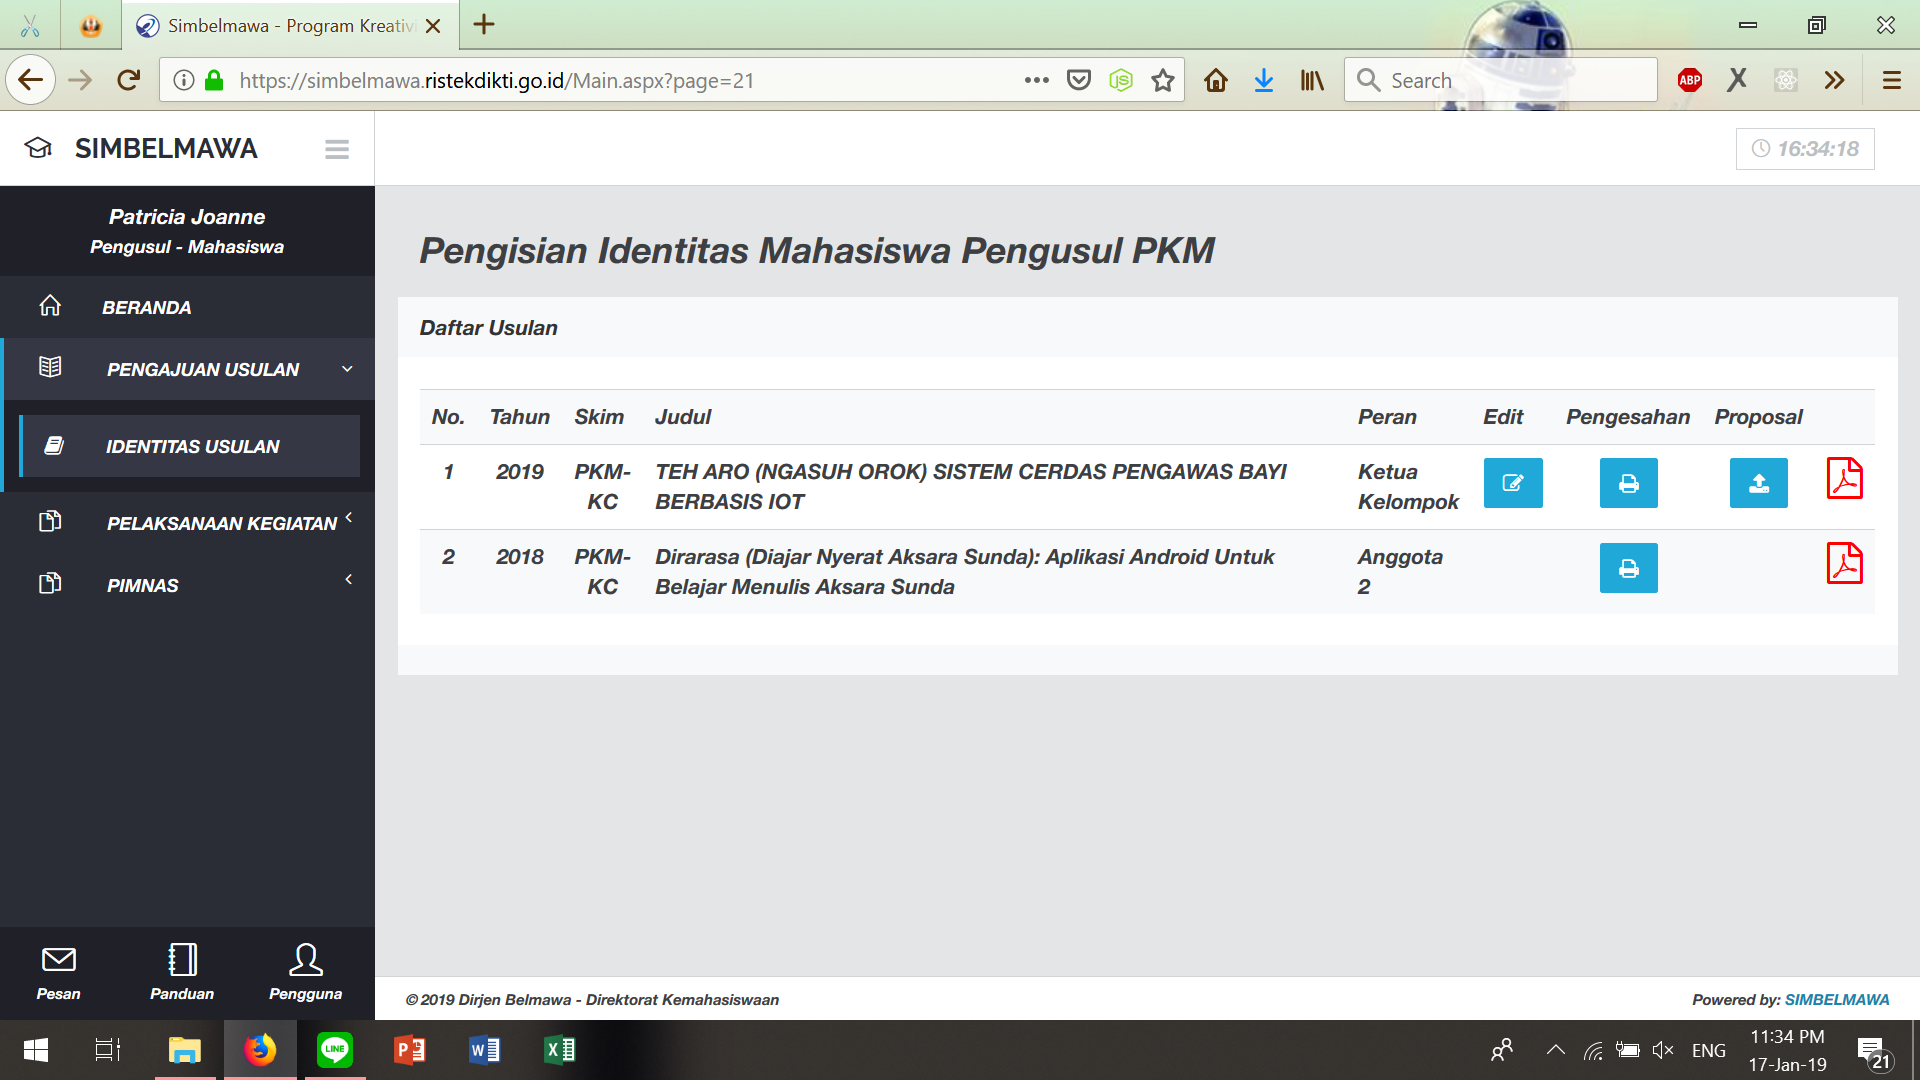 Simbelmawa - Program Kreativi
https://simbelmawa.ristekdikti.go.id/Main.aspx?page=21
Search
ABP
SIMBELMAWA
16:34:18
Patricia Joanne
Pengusul - Mahasiswa
BERANDA
PENGAJUAN USULAN
IDENTITAS USULAN
PELAKSANAAN KEGIATAN
PIMNAS
Pesan
Panduan
Pengguna
Pengisian Identitas Mahasiswa Pengusul PKM
Daftar Usulan
No. Tahun Skim Judul Peran Edit Pengesahan Proposal
1 2019 PKM- TEH ARO (NGASUH OROK) SISTEM CERDAS PENGAWAS BAYI Ketua
KC BERBASIS IOT Kelompok
2 2018 PKM- Dirarasa (Diajar Nyerat Aksara Sunda): Aplikasi Android Untuk Anggota
KC Belajar Menulis Aksara Sunda 2
© 2019 Dirjen Belmawa - Direktorat Kemahasiswaan
Powered by: SIMBELMAWA
LINE
ENG
11:34 PM
17-Jan-19
21